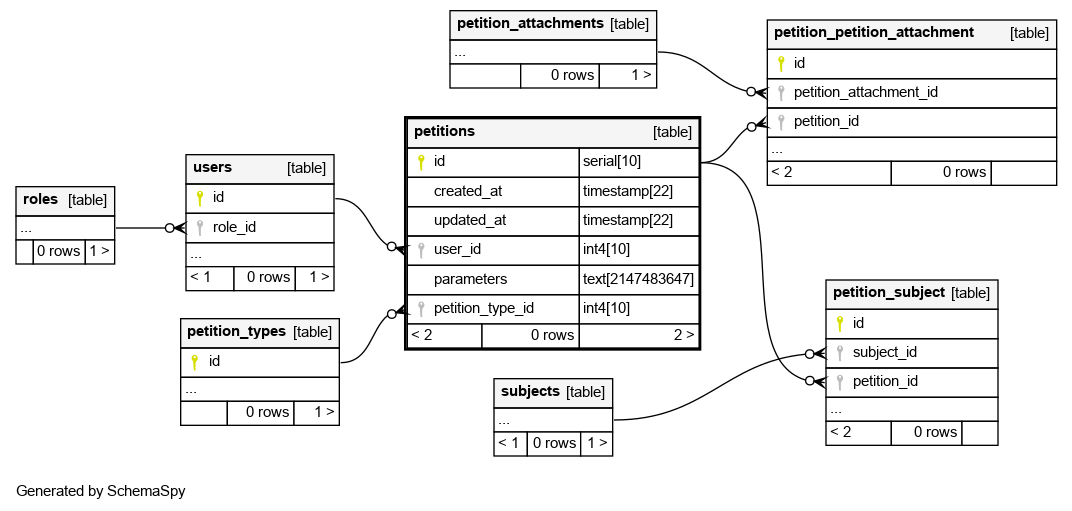 petition_attachments [table]
...
0 rows 1 >
petition_petition_attachment [table]
id
petition_attachment_id
petition_id
...
< 2 0 rows
petitions [table]
id serial[10]
created_at timestamp[22]
updated_at timestamp[22]
user_id int4[10]
parameters text[2147483647]
petition_type_id int4[10]
< 2 0 rows 2 >
users [table]
id
role_id
...
< 1 0 rows 1 >
roles [table]
...
0 rows 1 >
petition_types [table]
id
...
0 rows 1 >
petition_subject [table]
id
subject_id
petition_id
...
< 2 0 rows
subjects [table]
...
< 1 0 rows 1 >
Generated by SchemaSpy